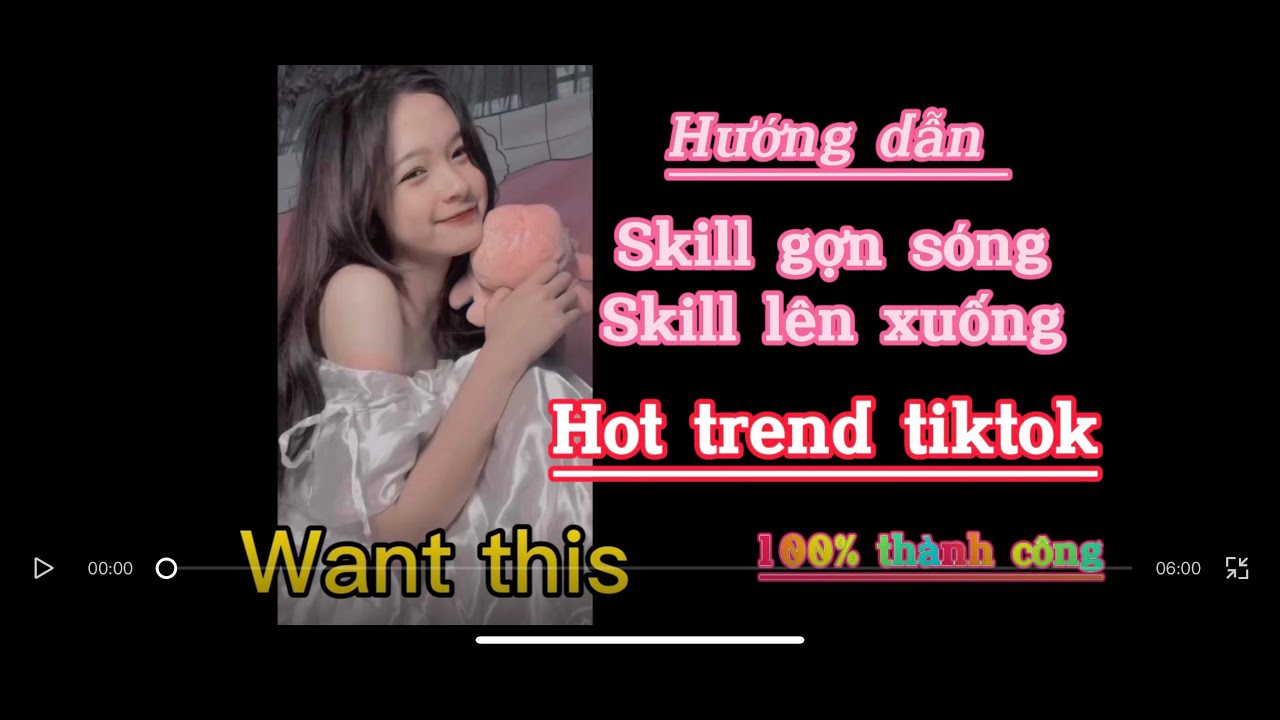 Hướng dẫn
Skill gợn sóng
Skill lên xuống
Hot trend tiktok
Want this
100% thành công
00:00
06:00